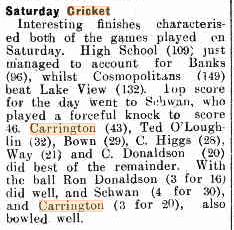 Saturday Cricket
Interesting finishes characteris-
ed both of the games played on
Saturday. High School (109) just
managed to account for Banks
(96), whilst Cosmopolitans (149)
beat Lake View (132). Top score
for the day went to Schwan, who
played a forceful knock to score
46. Carrington (43), Ted O'Lough-
lin (32), Bown (29), C. Higgs (28),
Way (21) and C. Donaldson (20)
did best of the remainder. With
the ball Ron Donaldson (3 for 16)
did well, and Schwan (4 for 30),
and Carrington (3 for 20), also
bowled well.